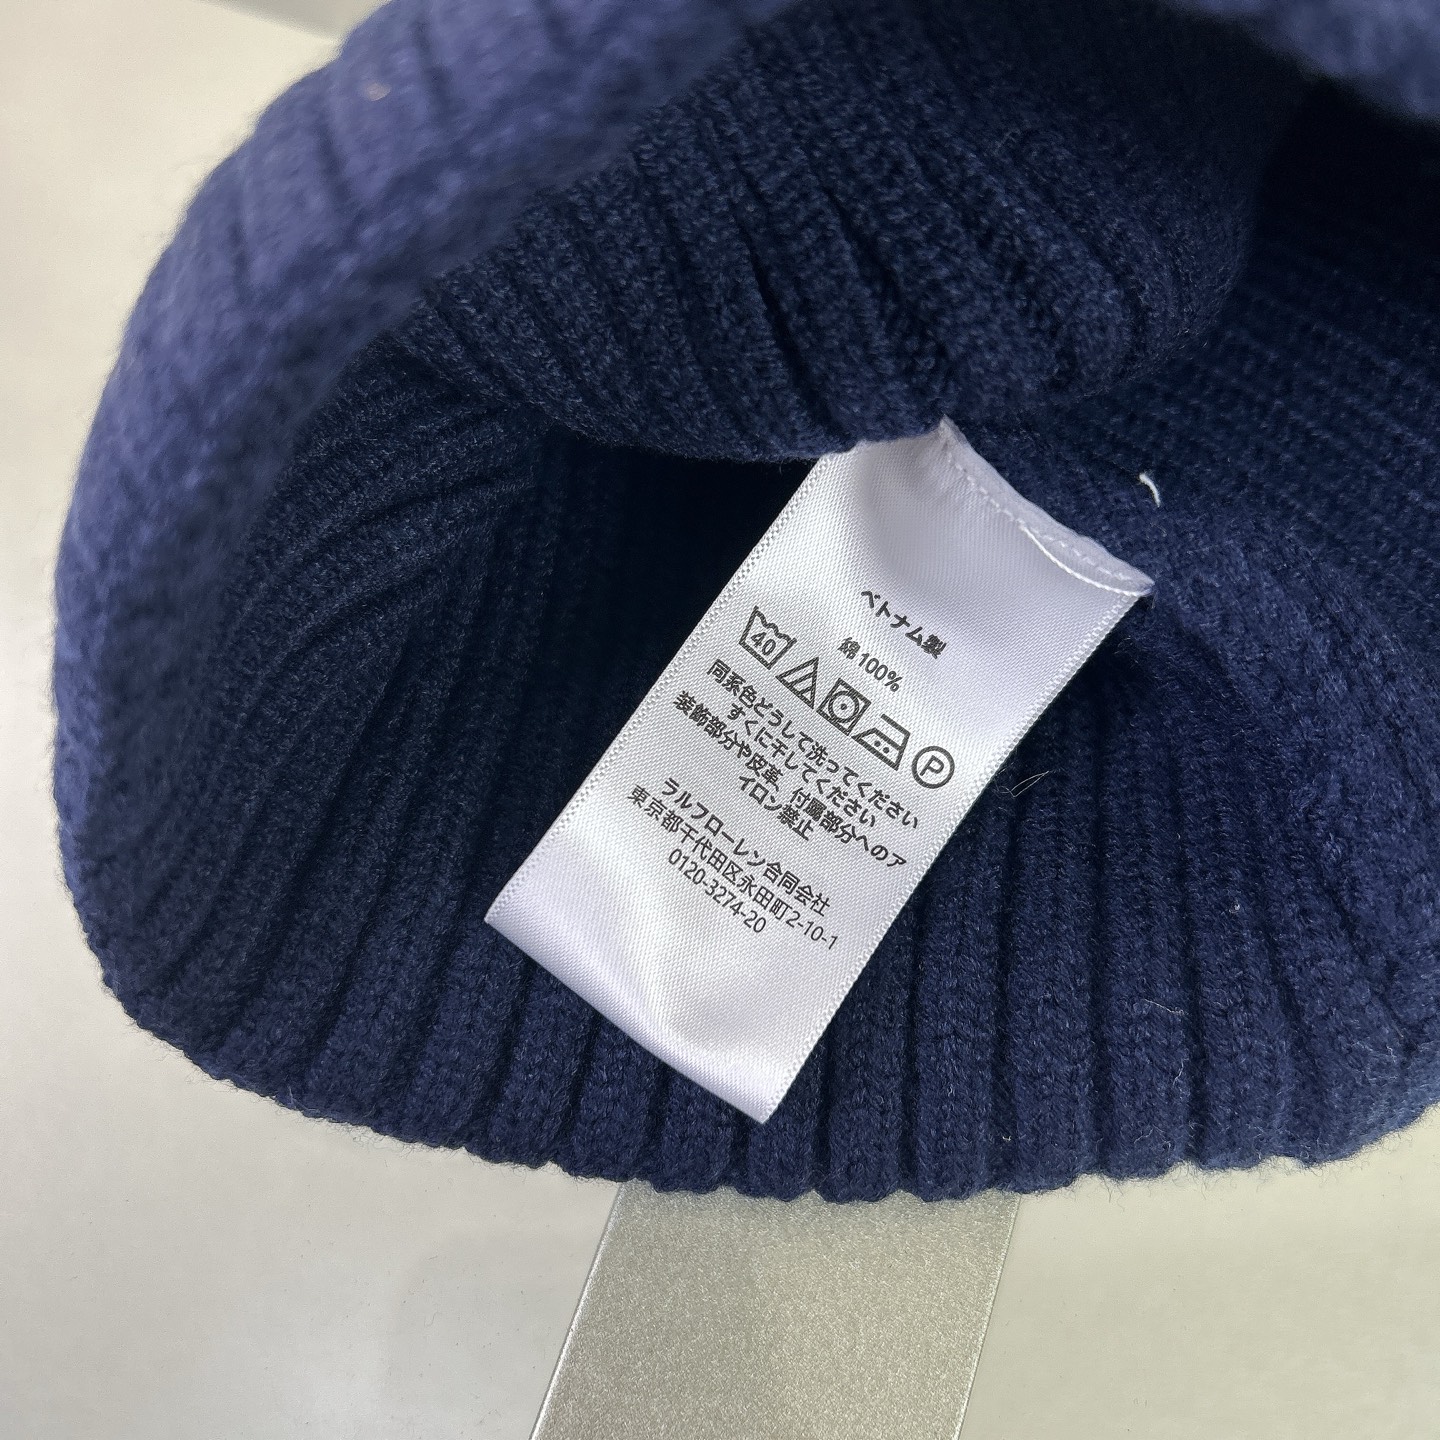 ベトナム製
綿100%
40
P
同系色どうしで洗ってください
すぐに干してください
装飾部分や皮革、付属部分へのア
イロン禁止
ラルフローレン合同会社
東京都千代田区永田町2-10-1
0120-3274-20